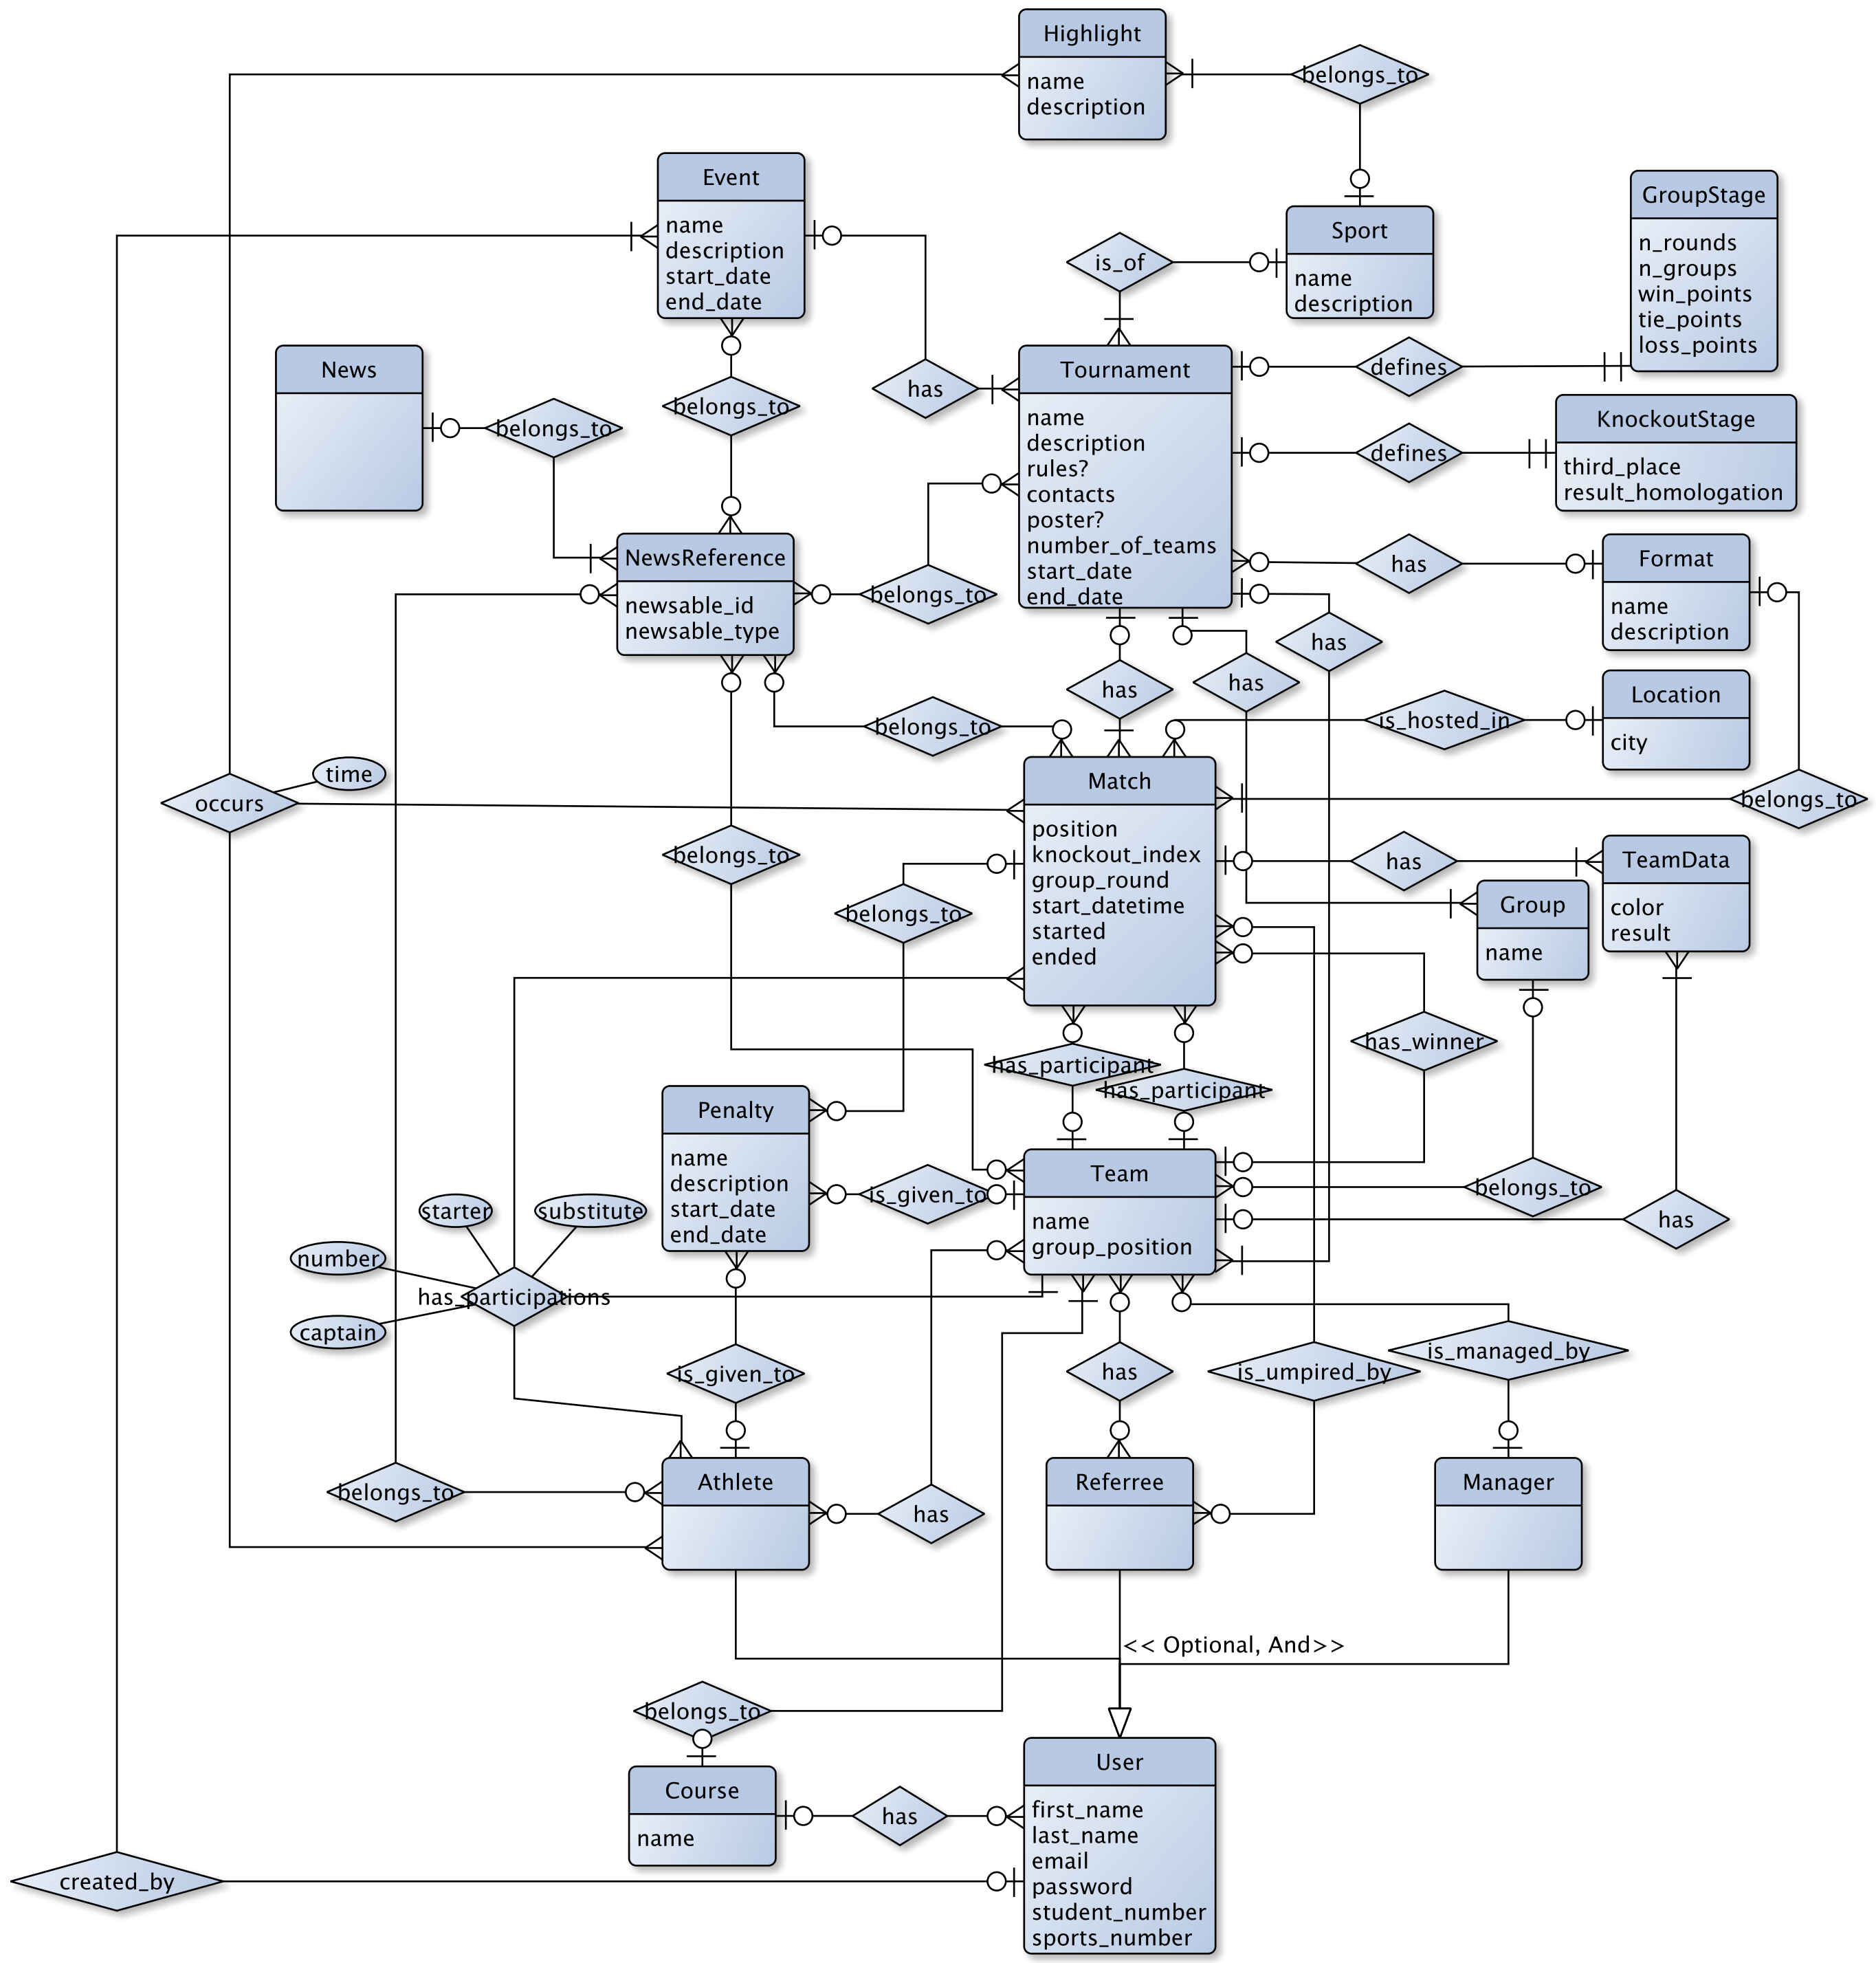 Highlight
name
description
belongs_to
Event
name
description
start_date
end_date
GroupStage
n_rounds
n_groups
win_points
tie_points
loss_points
Sport
name
description
is_of
News
belongs_to
belongs_to
has
Tournament
name
description
rules?
contacts
poster?
number_of_teams
start_date
end_date
defines
defines
KnockoutStage
third_place
result_homologation
NewsReference
newsable_id
newsable_type
belongs_to
has
Format
name
description
has
has
has
Location
city
belongs_to
is_hosted_in
time
occurs
Match
position
knockout_index
group_round
start_datetime
started
ended
belongs_to
belongs_to
belongs_to
has
TeamData
color
result
Group
name
has_participant
has_participant
has_winner
Penalty
name
description
start_date
end_date
is_given_to
Team
name
group_position
belongs_to
has
starter
substitute
number
has_participations
captain
is_given_to
has
is_umpired_by
is_managed_by
belongs_to
Athlete
has
Referree
Manager
<< Optional, And>>
belongs_to
Course
name
has
User
first_name
last_name
email
password
student_number
sports_number
created_by